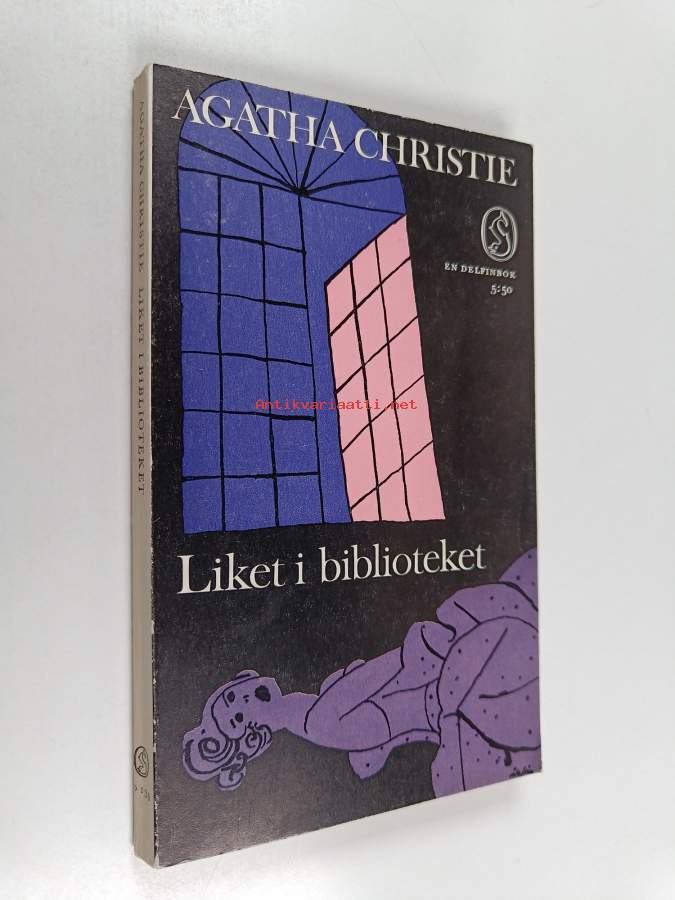 AGATHA CHRISTIE
EN DELFINBOK
5:50
Antikvariaatti.net
Liket i biblioteket
AGATHA CHRISTIE LIKET I BIBLIOTEKET